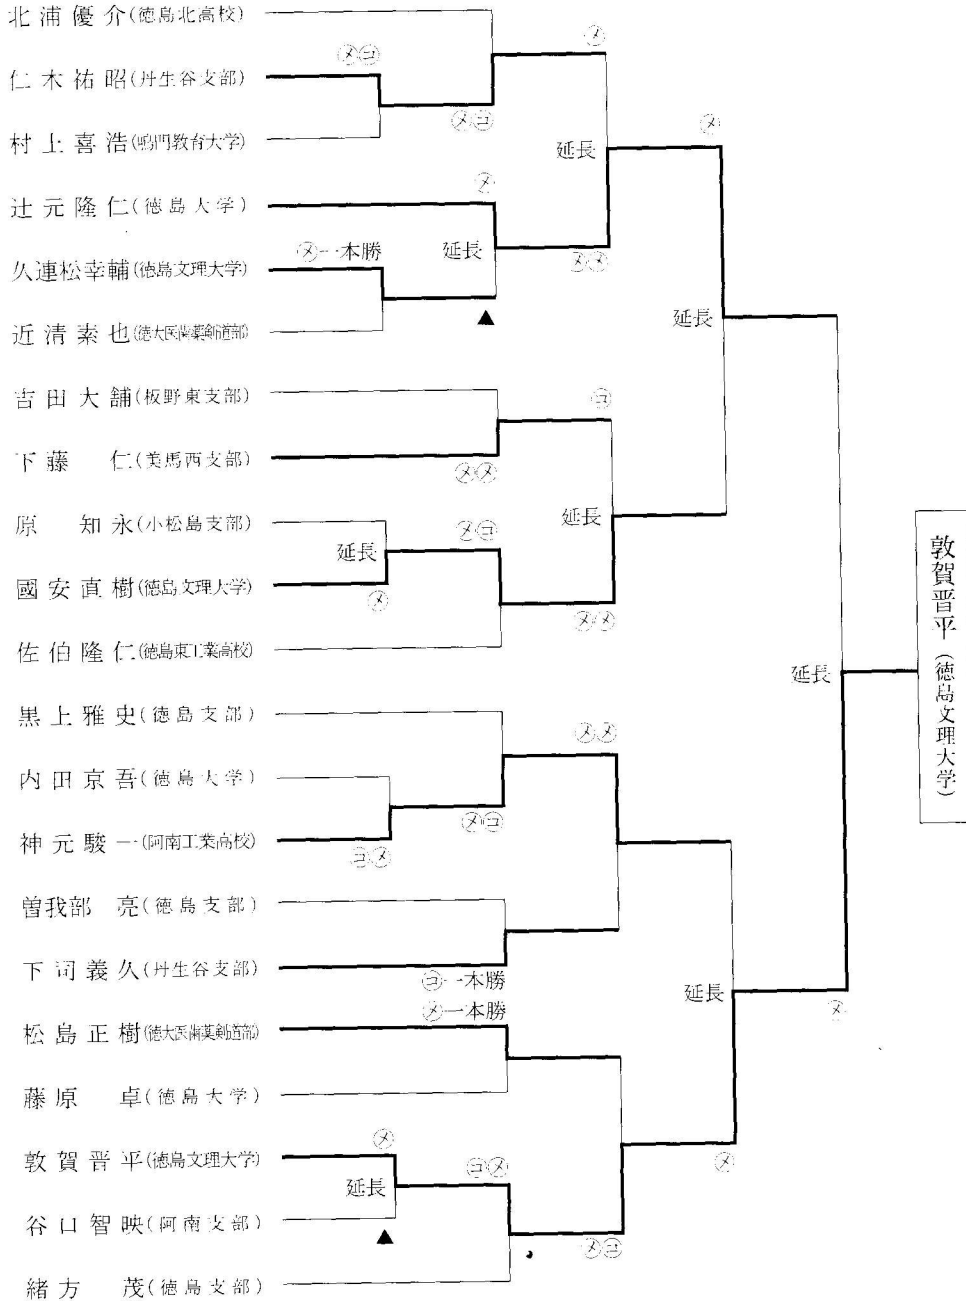 北浦優介(徳島北高校)
メ
メコ
仁木祐昭(丹生谷支部)
メコ
メ
村上喜浩(鳴門教育大学)
延長
メ
辻元隆仁(徳島大学)
メ一本勝
延長
メメ
久連松幸輔(徳島文理大学)
近清素也(徳大医歯薬剣道部)
▲
延長
吉田大舗(板野東支部)
コ
下藤 仁(美馬西支部)
メメ
原 知永(小松島支部)
メコ
延長
延長
國安直樹(徳島文理大学)
メ
メメ
佐伯隆仁(徳島東工業高校)
延長
敦賀晋平(徳島文理大学)
黒上雅史(徳島支部)
メメ
内田京吾(徳島大学)
メコ
神元駿一(阿南工業高校)
コメ
曽我部 亮(徳島支部)
下司義久(丹生谷支部)
コ一本勝
延長
メ一本勝
メ
松島正樹(徳大医歯薬剣道部)
藤原 卓(徳島大学)
メ
敦賀晋平(徳島文理大学)
コメ
メ
延長
谷口智映(阿南支部)
▲
メコ
緒方 茂(徳島支部)